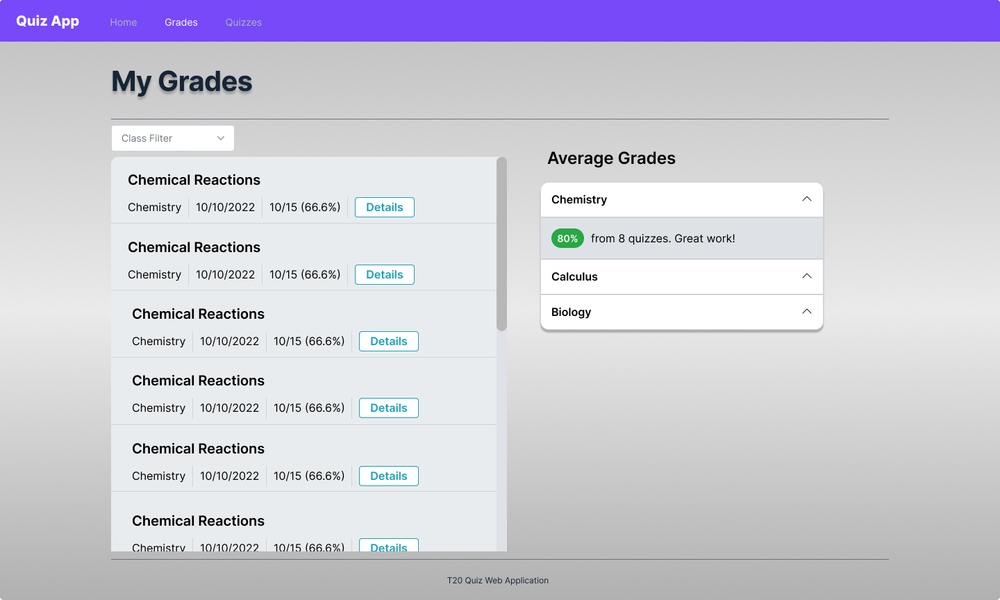 Quiz App Home Grades Quizzes
My Grades
Class Filter
Chemical Reactions
Chemistry 10/10/2022 10/15 (66.6%) Details
Chemical Reactions
Chemistry 10/10/2022 10/15 (66.6%) Details
Chemical Reactions
Chemistry 10/10/2022 10/15 (66.6%) Details
Chemical Reactions
Chemistry 10/10/2022 10/15 (66.6%) Details
Chemical Reactions
Chemistry 10/10/2022 10/15 (66.6%) Details
Chemical Reactions
Chemistry 10/10/2022 10/15 (66.6%) Details
Average Grades
Chemistry
80% from 8 quizzes. Great work!
Calculus
Biology
T20 Quiz Web Application